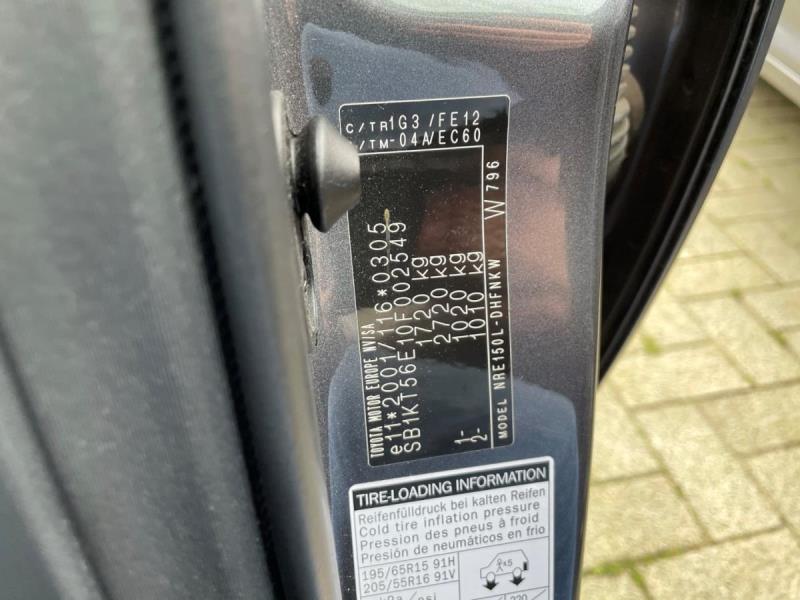 C/TR1G3 /FE12
/TM-04A/EC60
TOYOTA MOTOR EUROPE NV/SA
e11*2001/116*0305
SB1KT56E10F002549
1720 kg
2720 kg
1- 1020 kg
2- 1010 kg
MODEL NRE150L-DHFNKW W796
TIRE-LOADING INFORMATION
Reifenfülldruck bei kalten Reifen
Cold tire inflation pressure
Pression des pneus à froid
Presión de neumáticos en frio
195/65R15 91H
205/55R16 91V